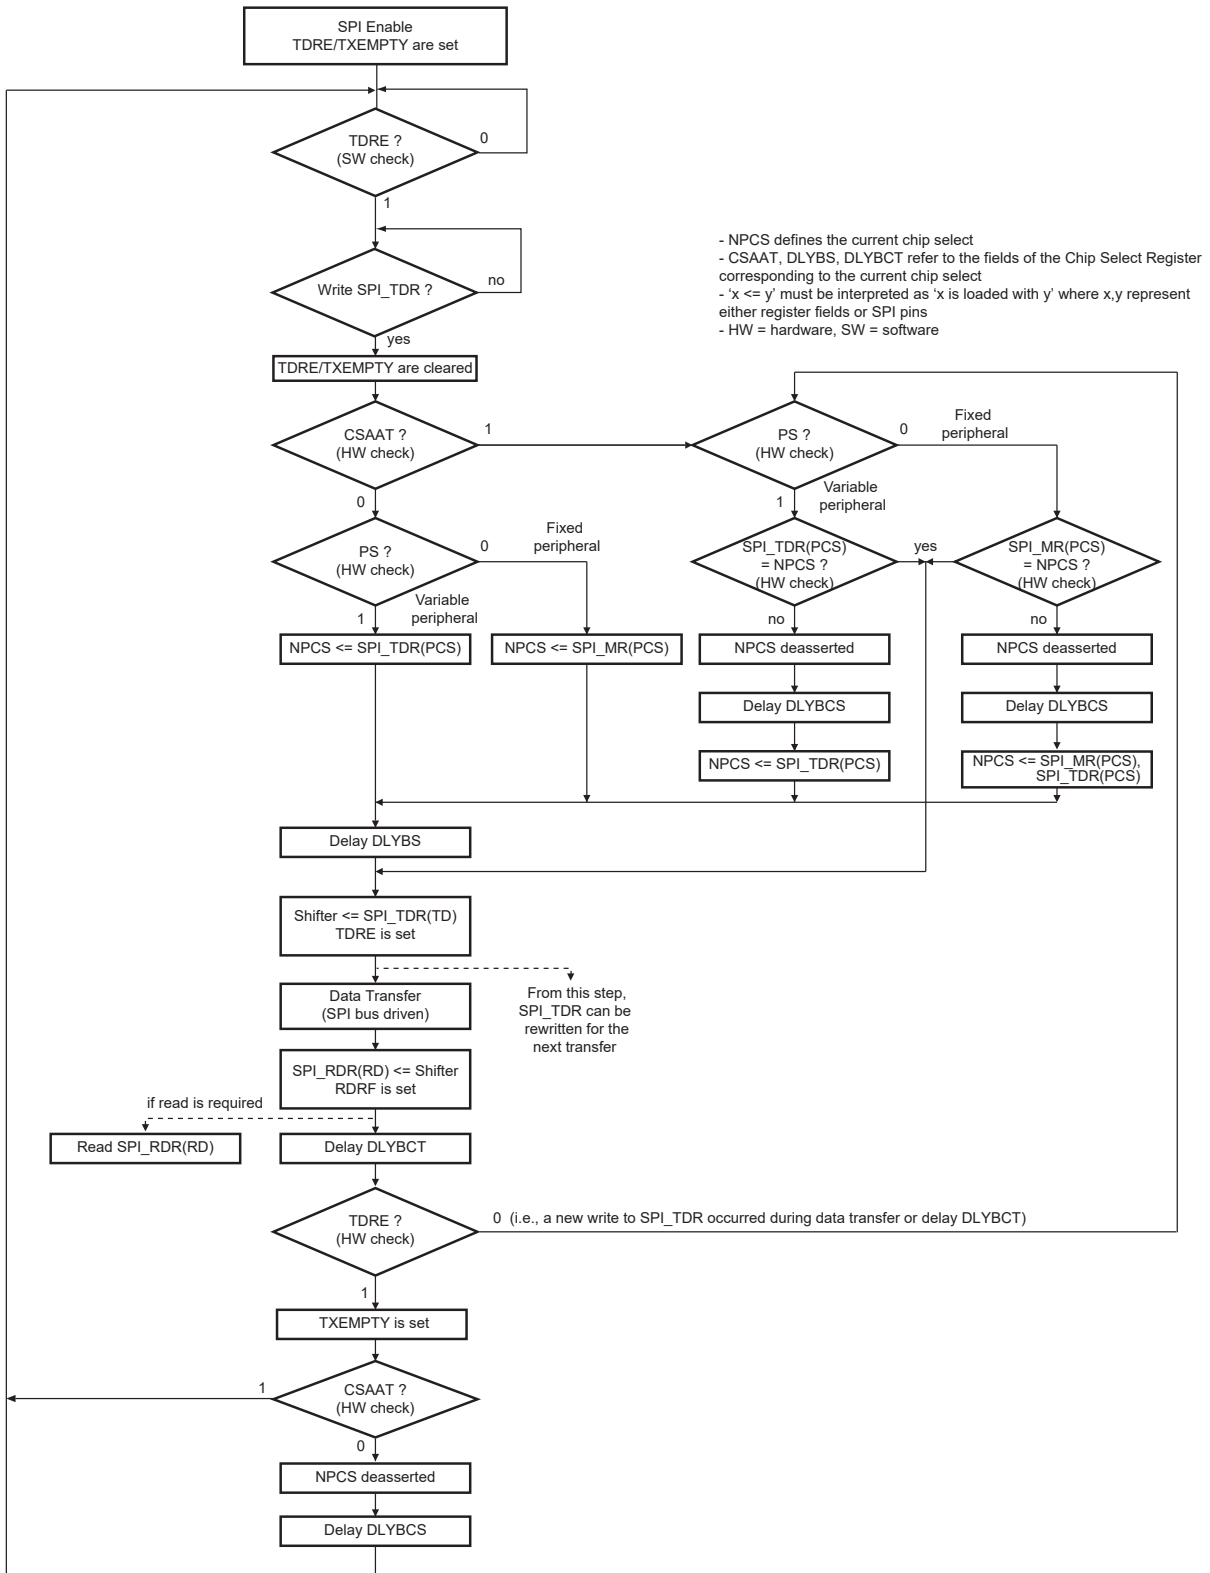 SPI Enable
TDRE/TXEMPTY are set
TDRE ?
(SW check)
0
1
- NPCS defines the current chip select
- CSAAT, DLYBS, DLYBCT refer to the fields of the Chip Select Register
corresponding to the current chip select
- ‘x <= y’ must be interpreted as ‘x is loaded with y’ where x,y represent
either register fields or SPI pins
- HW = hardware, SW = software
Write SPI_TDR ?
no
yes
TDRE/TXEMPTY are cleared
CSAAT ?
(HW check)
1
0
PS ?
(HW check)
0
Fixed
peripheral
1
Variable
peripheral
PS ?
(HW check)
0
Fixed
peripheral
1
Variable
peripheral
SPI_TDR(PCS)
= NPCS ?
(HW check)
yes
no
SPI_MR(PCS)
= NPCS ?
(HW check)
no
NPCS <= SPI_TDR(PCS)
NPCS <= SPI_MR(PCS)
NPCS deasserted
NPCS deasserted
Delay DLYBCS
Delay DLYBCS
NPCS <= SPI_TDR(PCS)
NPCS <= SPI_MR(PCS),
SPI_TDR(PCS)
Delay DLYBS
Shifter <= SPI_TDR(TD)
TDRE is set
Data Transfer
(SPI bus driven)
From this step,
SPI_TDR can be
rewritten for the
next transfer
SPI_RDR(RD) <= Shifter
RDRF is set
if read is required
Read SPI_RDR(RD)
Delay DLYBCT
TDRE ?
(HW check)
0 (i.e., a new write to SPI_TDR occurred during data transfer or delay DLYBCT)
1
TXEMPTY is set
CSAAT ?
(HW check)
1
0
NPCS deasserted
Delay DLYBCS